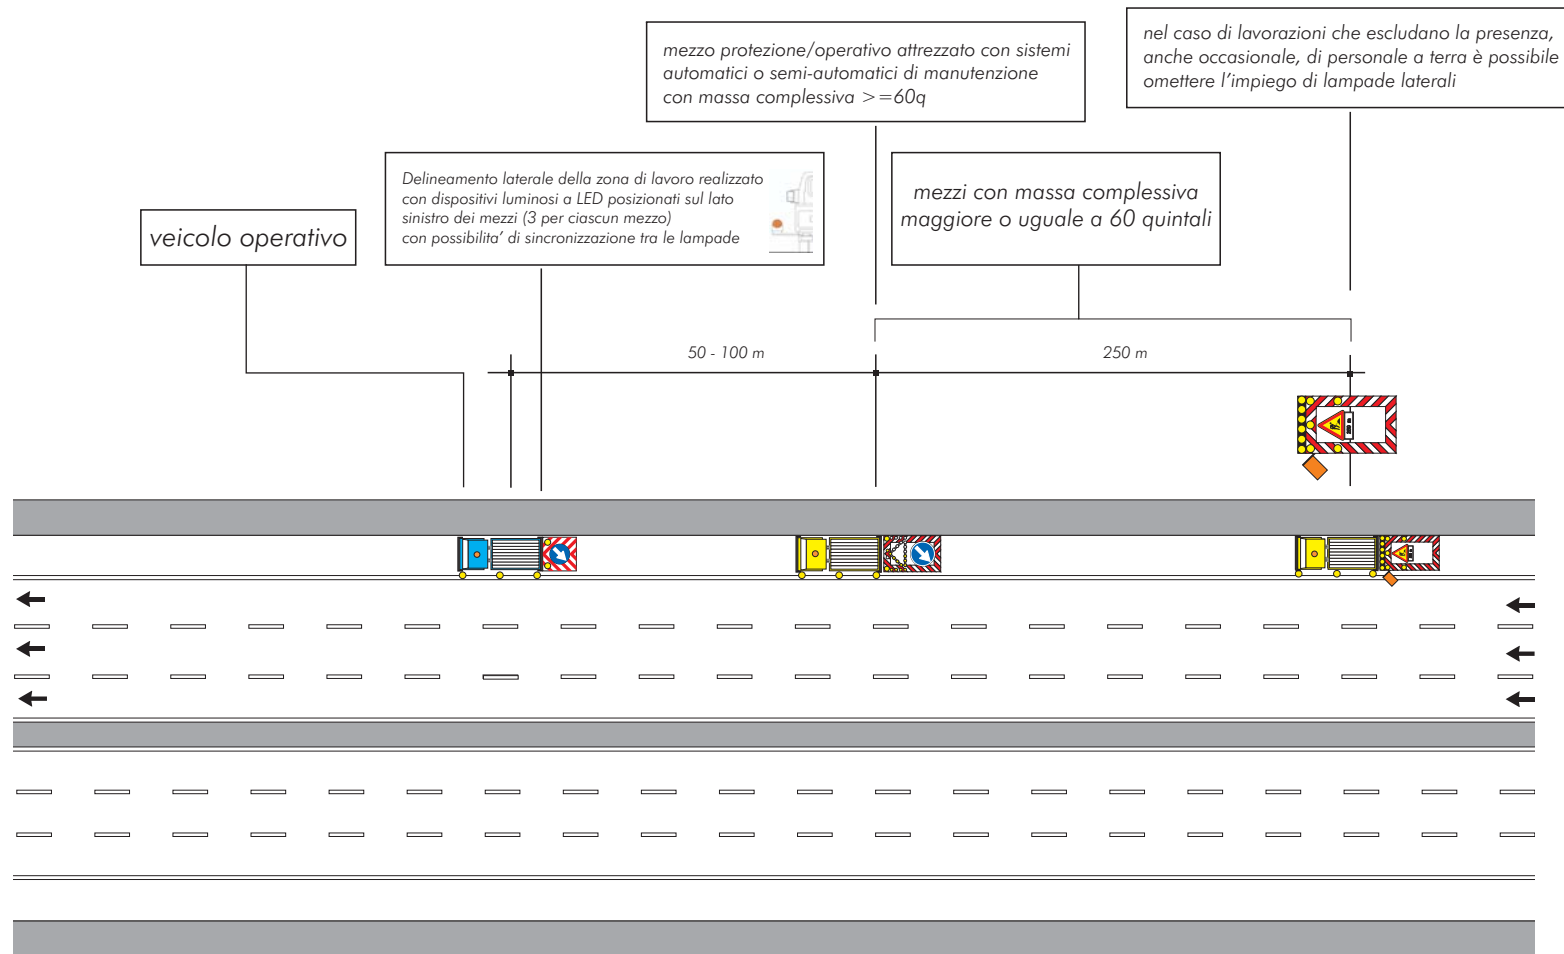 nel caso di lavorazioni che escludano la presenza,
anche occasionale, di personale a terra è possibile
omettere l'impiego di lampade laterali
mezzo protezione/operativo attrezzato con sistemi
automatici o semi-automatici di manutenzione
con massa complessiva >=60q
Delineamento laterale della zona di lavoro realizzato
con dispositivi luminosi a LED posizionati sul lato
sinistro dei mezzi (3 per ciascun mezzo)
con possibilita' di sincronizzazione tra le lampade
mezzi con massa complessiva
maggiore o uguale a 60 quintali
veicolo operativo
50 - 100 m
250 m